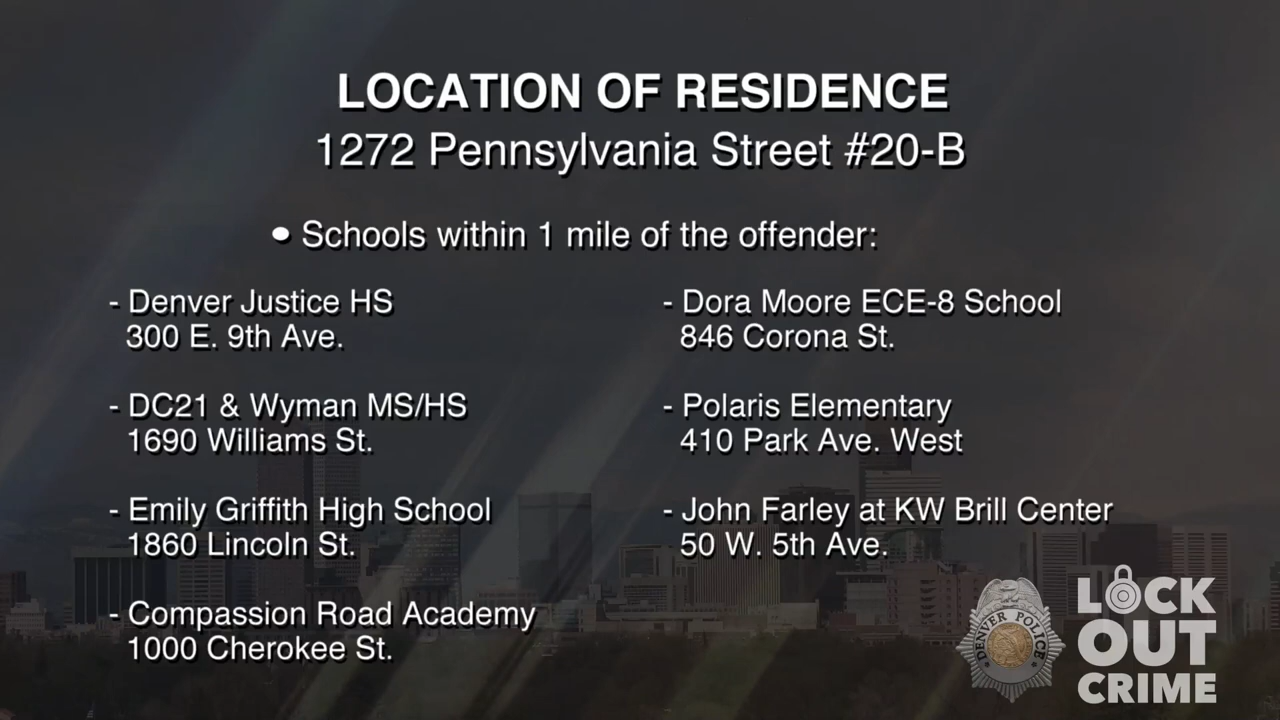 LOCATION OF RESIDENCE
1272 Pennsylvania Street #20-B
• Schools within 1 mile of the offender:
- Denver Justice HS
300 E. 9th Ave.
- DC21 & Wyman MS/HS
1690 Williams St.
- Emily Griffith High School
1860 Lincoln St.
- Compassion Road Academy
1000 Cherokee St.
- Dora Moore ECE-8 School
846 Corona St.
- Polaris Elementary
410 Park Ave. West
- John Farley at KW Brill Center
50 W. 5th Ave.
DENVER POLICE
LOCK
OUT
CRIME